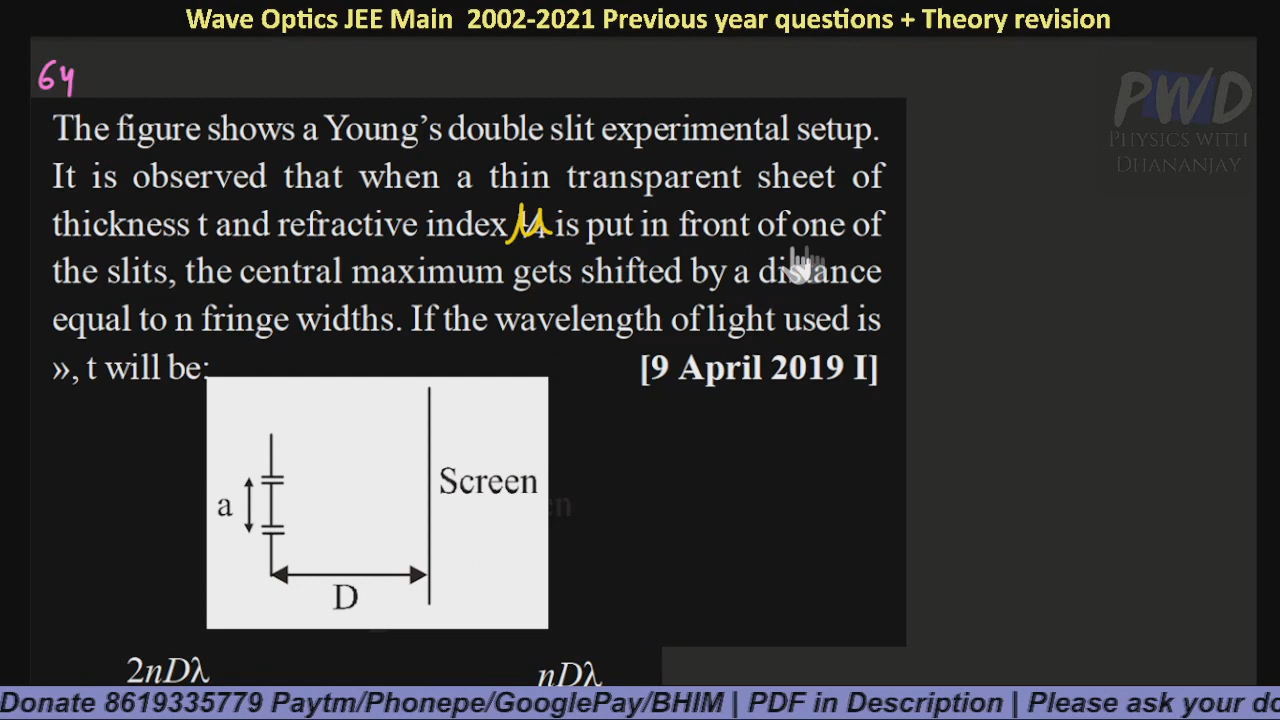 Wave Optics JEE Main 2002-2021 Previous year questions + Theory revision
64
PWD
PHYSICS WITH
DHANANJAY
The figure shows a Young's double slit experimental setup.
It is observed that when a thin transparent sheet of
thickness t and refractive index μ is put in front of one of
the slits, the central maximum gets shifted by a distance
equal to n fringe widths. If the wavelength of light used is
», t will be: [9 April 2019 I]
Screen
a
D
2nDλ nDλ
Donate 8619335779 Paytm/Phonepe/GooglePay/BHIM | PDF in Description | Please ask your do